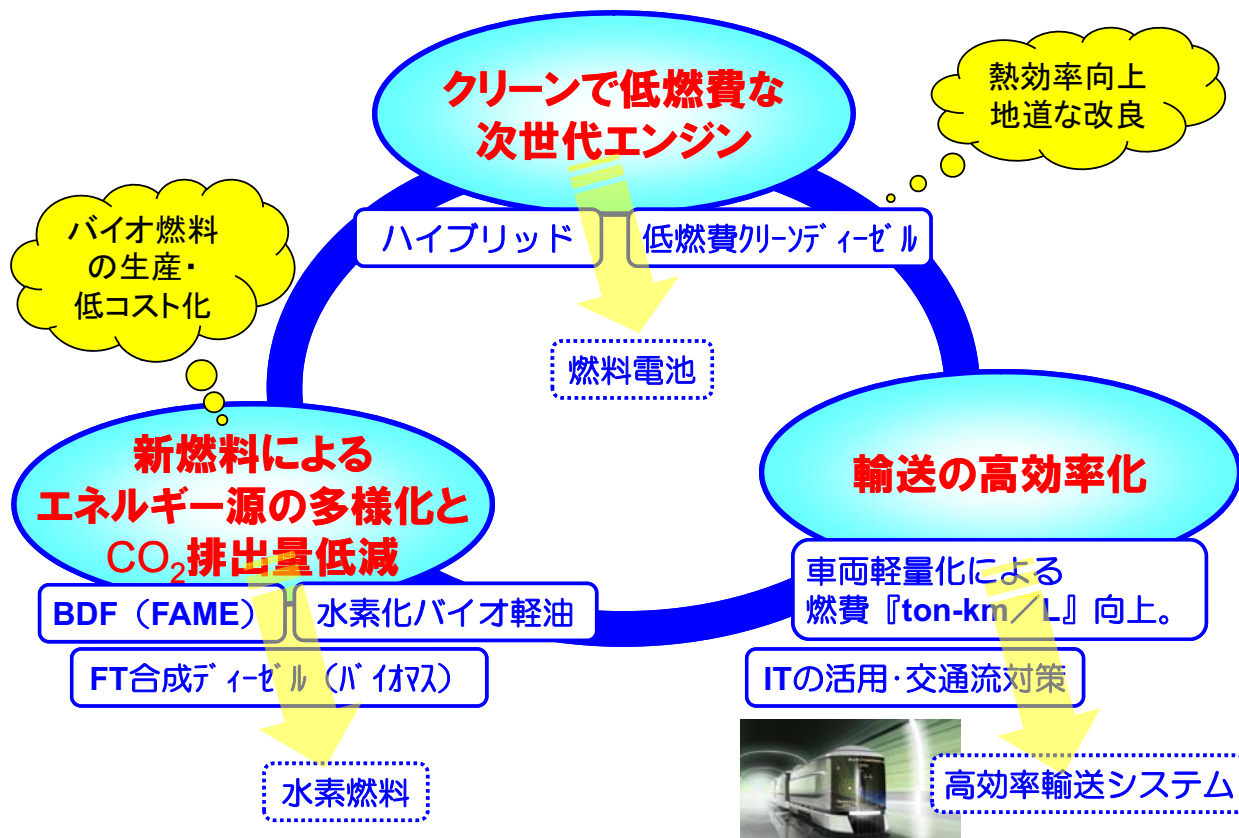 クリーンで低燃費な
次世代エンジン
熱効率向上
地道な改良
ハイブリッド
低燃費クリーンディーゼル
バイオ燃料
の生産・
低コスト化
燃料電池
新燃料による
エネルギー源の多様化と
CO₂排出量低減
輸送の高効率化
BDF（FAME）
水素化バイオ軽油
FT合成ディーゼル（バイオマス）
車両軽量化による
燃費『ton-km／L』向上。
ITの活用・交通流対策
水素燃料
高効率輸送システム